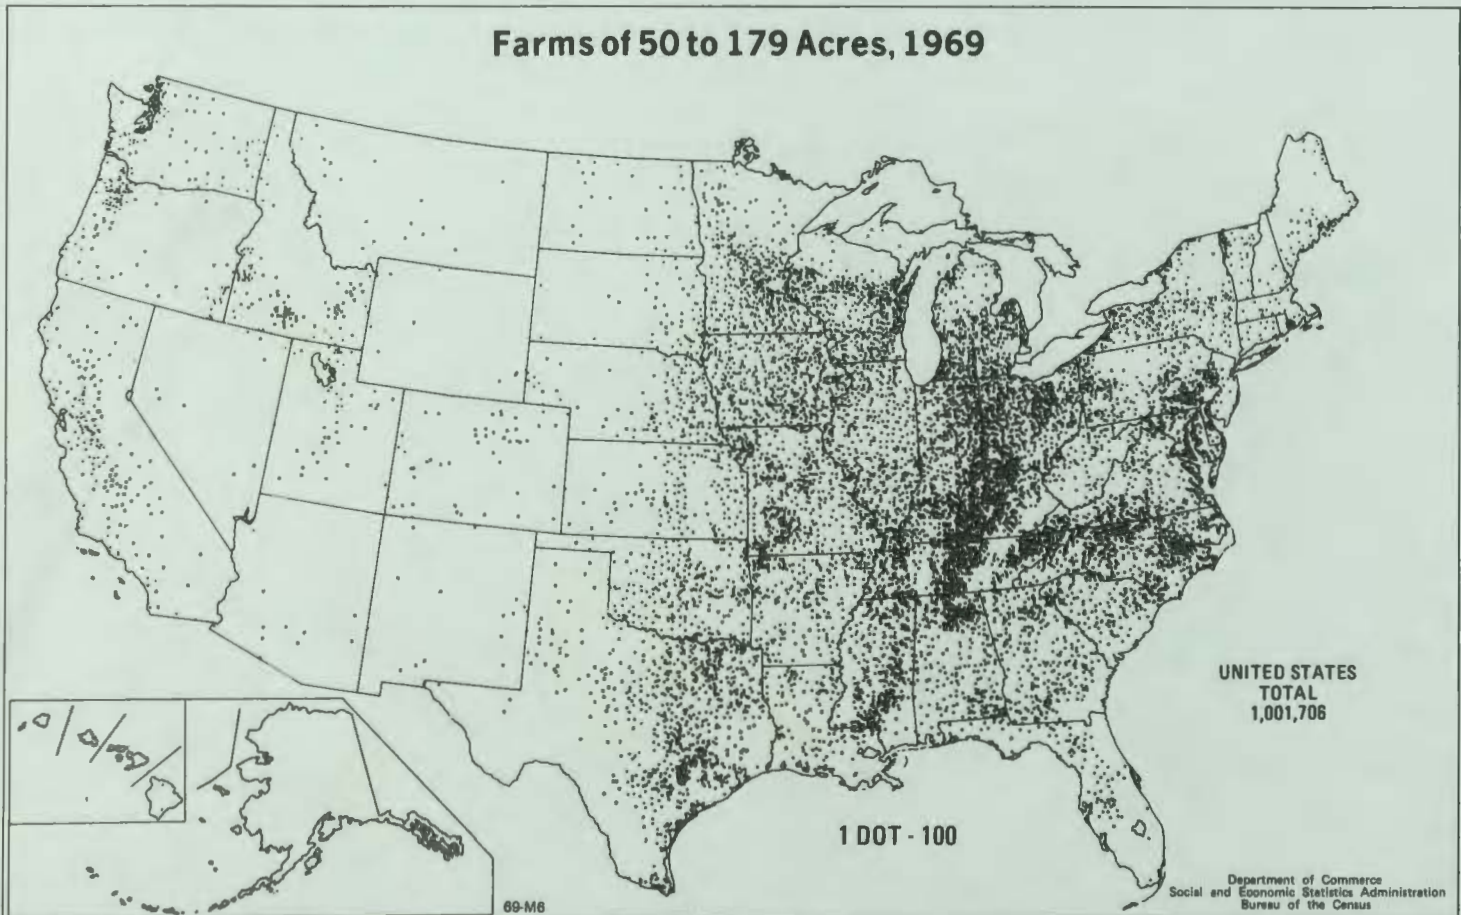 Farms of 50 to 179 Acres, 1969
UNITED STATES
TOTAL
1,001,706
1 DOT - 100
Department of Commerce
Social and Economic Statistics Administration
Bureau of the Census
69-M6